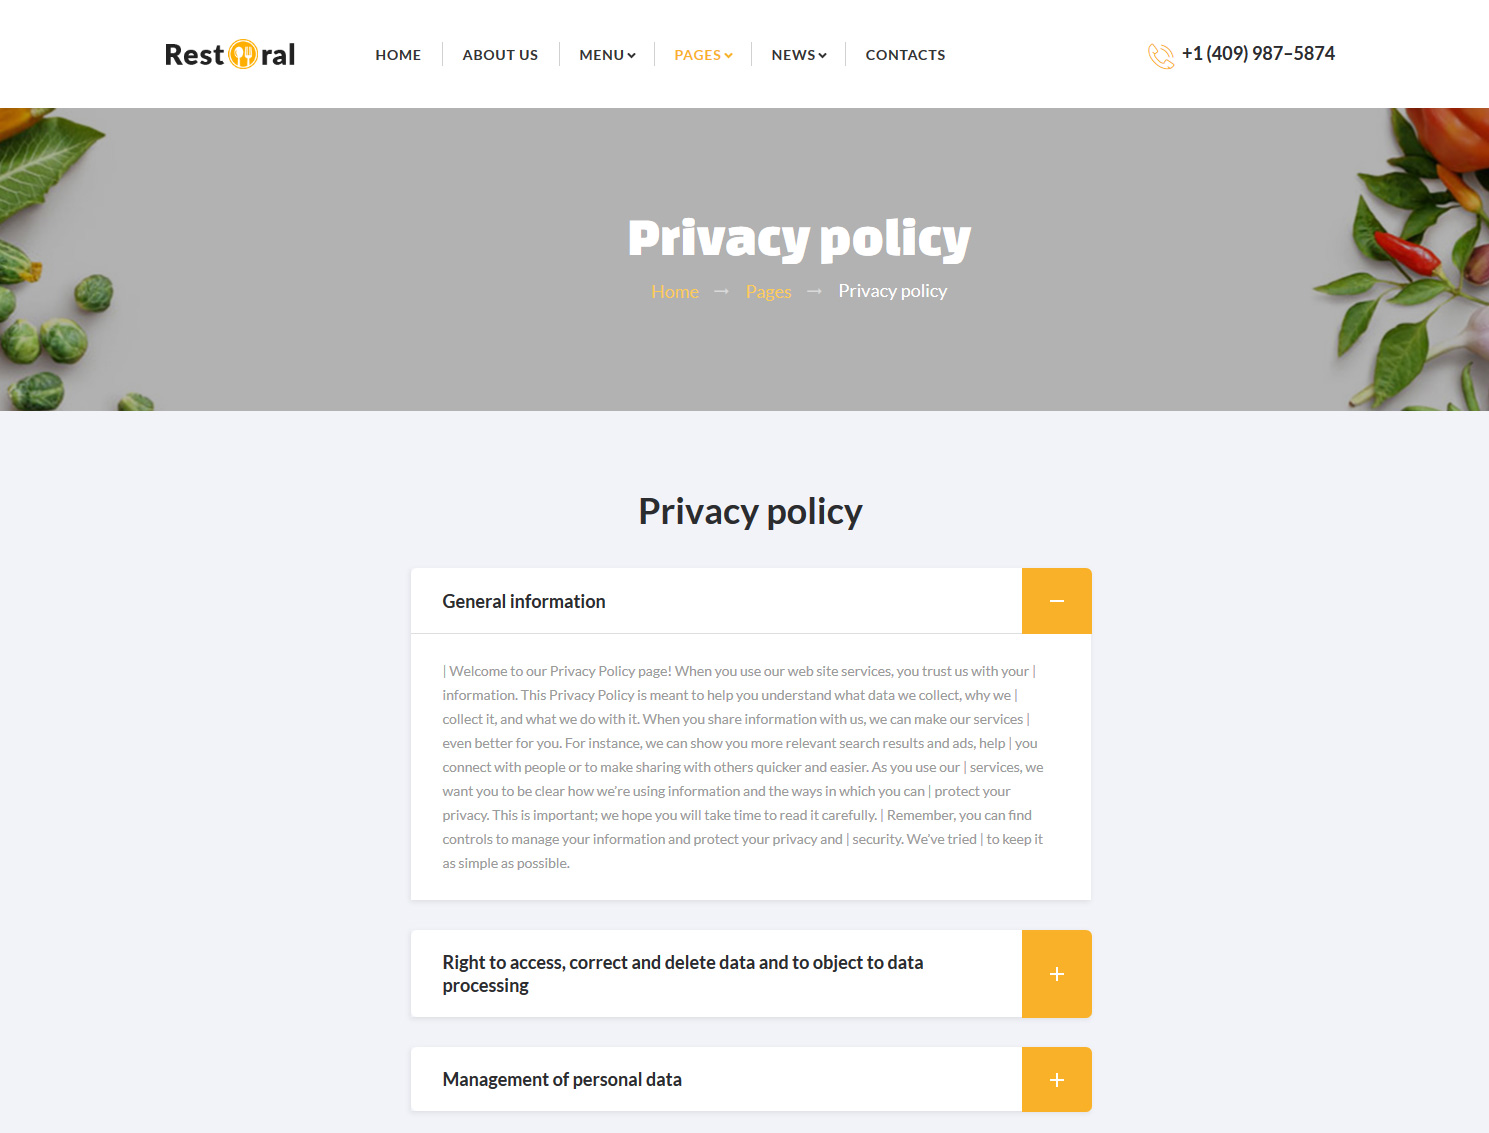 Rest ral
HOME
ABOUT US
MENU
PAGES
NEWS
CONTACTS
+1 (409) 987-5874
Privacy policy
Home → Pages → Privacy policy
Privacy policy
General information
| Welcome to our Privacy Policy page! When you use our web site services, you trust us with your |
information. This Privacy Policy is meant to help you understand what data we collect, why we |
collect it, and what we do with it. When you share information with us, we can make our services |
even better for you. For instance, we can show you more relevant search results and ads, help | you
connect with people or to make sharing with others quicker and easier. As you use our | services, we
want you to be clear how we're using information and the ways in which you can | protect your
privacy. This is important; we hope you will take time to read it carefully. | Remember, you can find
controls to manage your information and protect your privacy and | security. We've tried | to keep it
as simple as possible.
Right to access, correct and delete data and to object to data
processing
Management of personal data